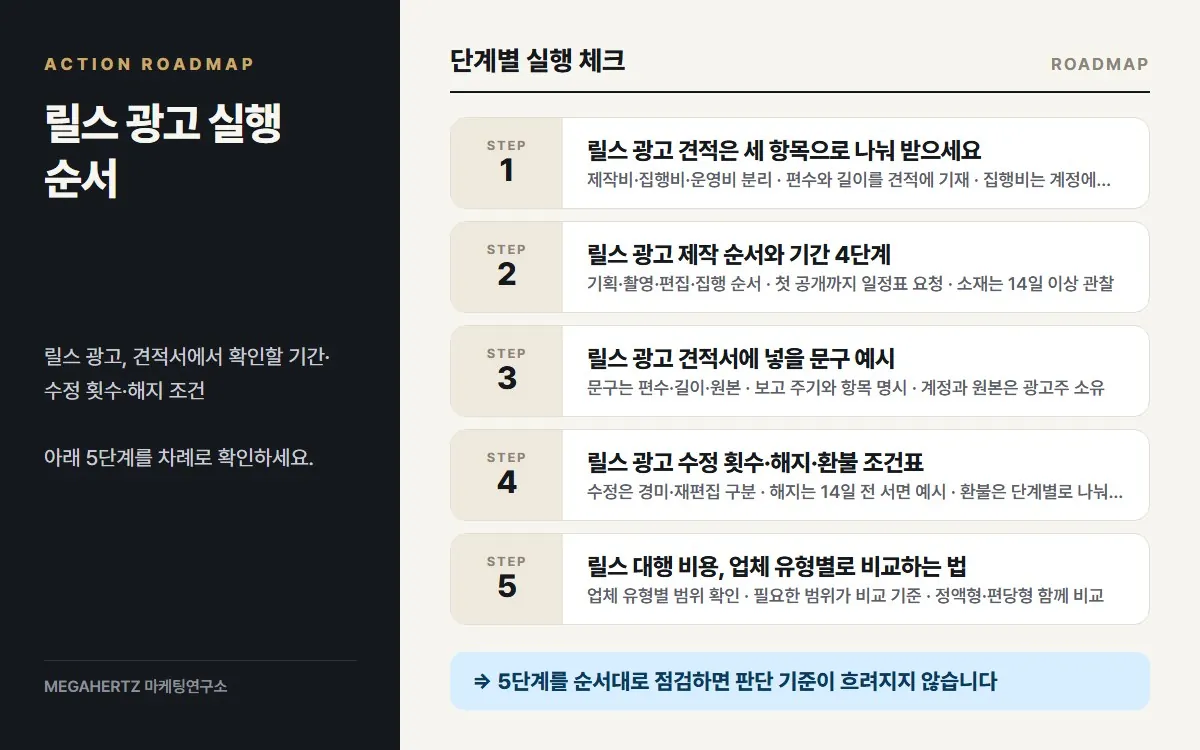 ACTION ROADMAP
릴스 광고 실행
순서
릴스 광고, 견적서에서 확인할 기간·
수정 횟수·해지 조건
아래 5단계를 차례로 확인하세요.
MEGAHERTZ 마케팅연구소
단계별 실행 체크
ROADMAP
STEP
1
릴스 광고 견적은 세 항목으로 나눠 받으세요
제작비·집행비·운영비 분리 · 편수와 길이를 견적에 기재 · 집행비는 계정에...
STEP
2
릴스 광고 제작 순서와 기간 4단계
기획·촬영·편집·집행 순서 · 첫 공개까지 일정표 요청 · 소재는 14일 이상 관찰
STEP
3
릴스 광고 견적서에 넣을 문구 예시
문구는 편수·길이·원본 · 보고 주기와 항목 명시 · 계정과 원본은 광고주 소유
STEP
4
릴스 광고 수정 횟수·해지·환불 조건표
수정은 경미·재편집 구분 · 해지는 14일 전 서면 예시 · 환불은 단계별로 나눠...
STEP
5
릴스 대행 비용, 업체 유형별로 비교하는 법
업체 유형별 범위 확인 · 필요한 범위가 비교 기준 · 정액형·편당형 함께 비교
→ 5단계를 순서대로 점검하면 판단 기준이 흐려지지 않습니다